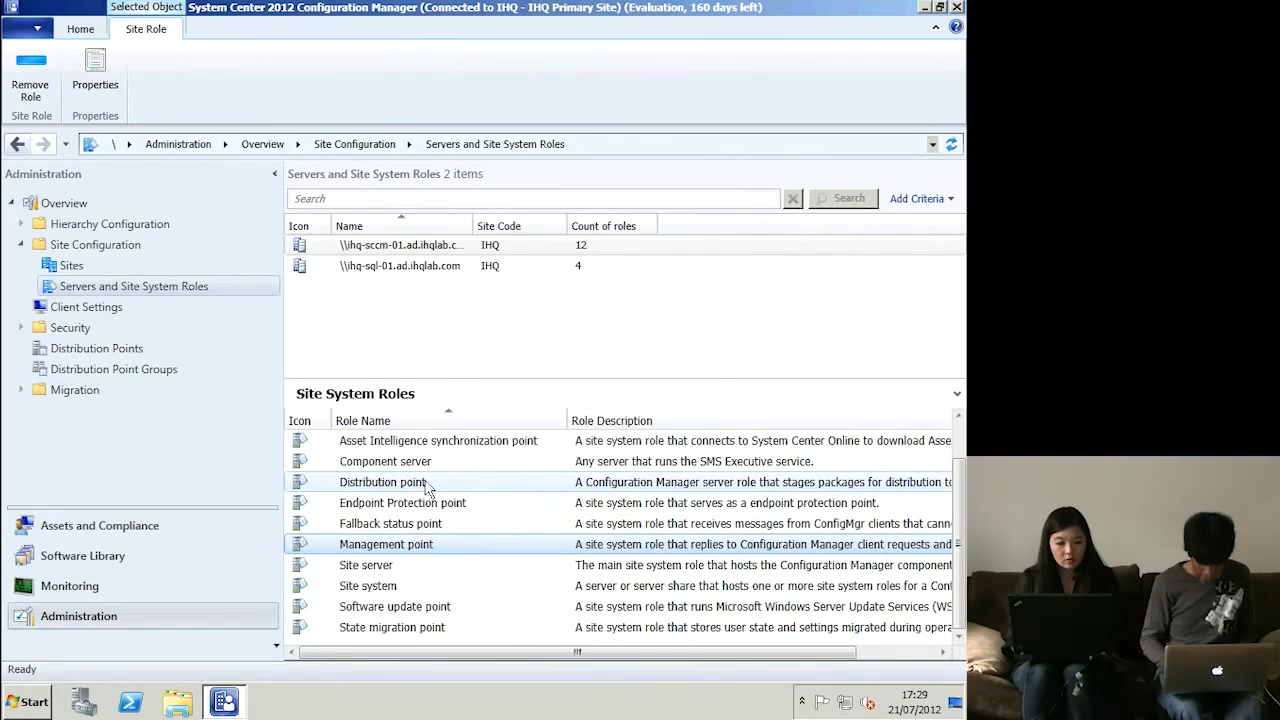 Selected Object
System Center 2012 Configuration Manager (Connected to IHQ - IHQ Primary Site) (Evaluation, 160 days left)
Home
Site Role
Remove Role
Properties
Site Role
Properties
\ Administration Overview Site Configuration Servers and Site System Roles
Administration
Servers and Site System Roles 2 items
Search
Search
Add Criteria
Overview
Hierarchy Configuration
Site Configuration
Sites
Servers and Site System Roles
Client Settings
Security
Distribution Points
Distribution Point Groups
Migration
Icon Name Site Code Count of roles
\\ihq-sccm-01.ad.ihqlab.c... IHQ 12
\\ihq-sql-01.ad.ihqlab.com IHQ 4
Site System Roles
Icon Role Name Role Description
Asset Intelligence synchronization point A site system role that connects to System Center Online to download Asse
Component server Any server that runs the SMS Executive service.
Distribution point A Configuration Manager server role that stages packages for distribution to
Endpoint Protection point A site system role that serves as a endpoint protection point.
Fallback status point A site system role that receives messages from ConfigMgr clients that cann
Management point A site system role that replies to Configuration Manager client requests and
Site server The main site system role that hosts the Configuration Manager component
Site system A server or server share that hosts one or more site system roles for a Conf
Software update point A site system role that runs Microsoft Windows Server Update Services (WS
State migration point A site system role that stores user state and settings migrated during opera
Assets and Compliance
Software Library
Monitoring
Administration
Ready
Start
17:29
21/07/2012